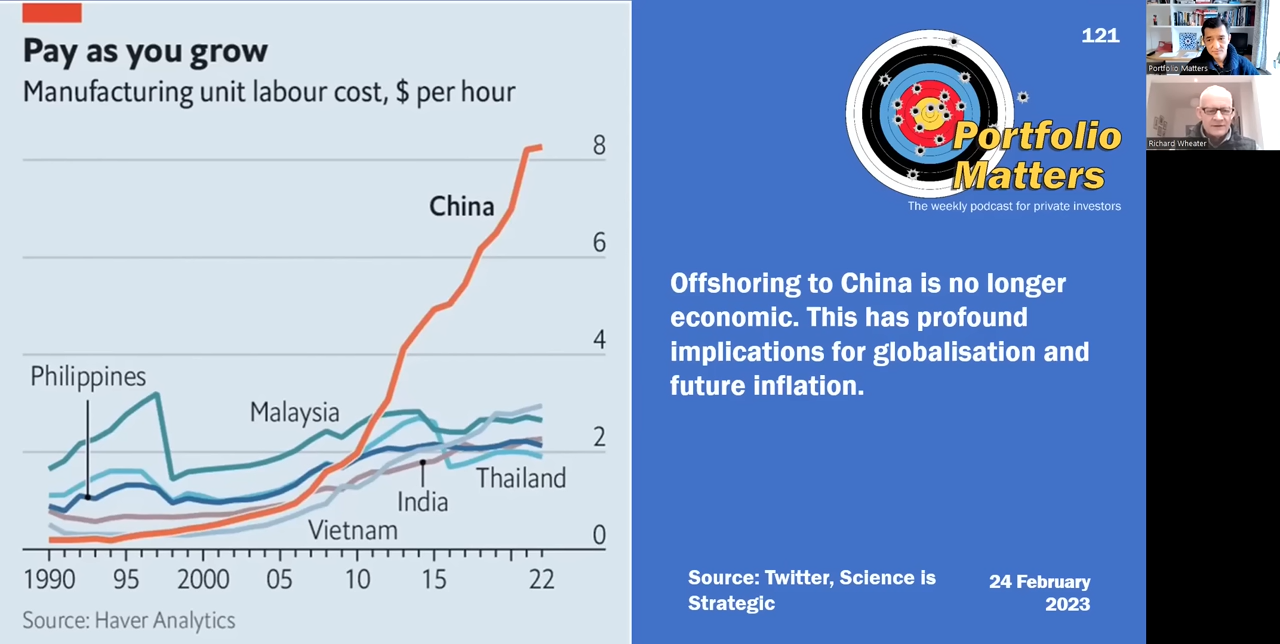 Pay as you grow
Manufacturing unit labour cost, $ per hour
8
China
6
4
Philippines
Malaysia
2
Thailand
India
Vietnam
0
1990 95 2000 05 10 15 22
Source: Haver Analytics
121
Portfolio
Matters
The weekly podcast for private investors
Offshoring to China is no longer
economic. This has profound
implications for globalisation and
future inflation.
Source: Twitter, Science is
Strategic
24 February
2023
Portfolio Matters
Richard Wheater